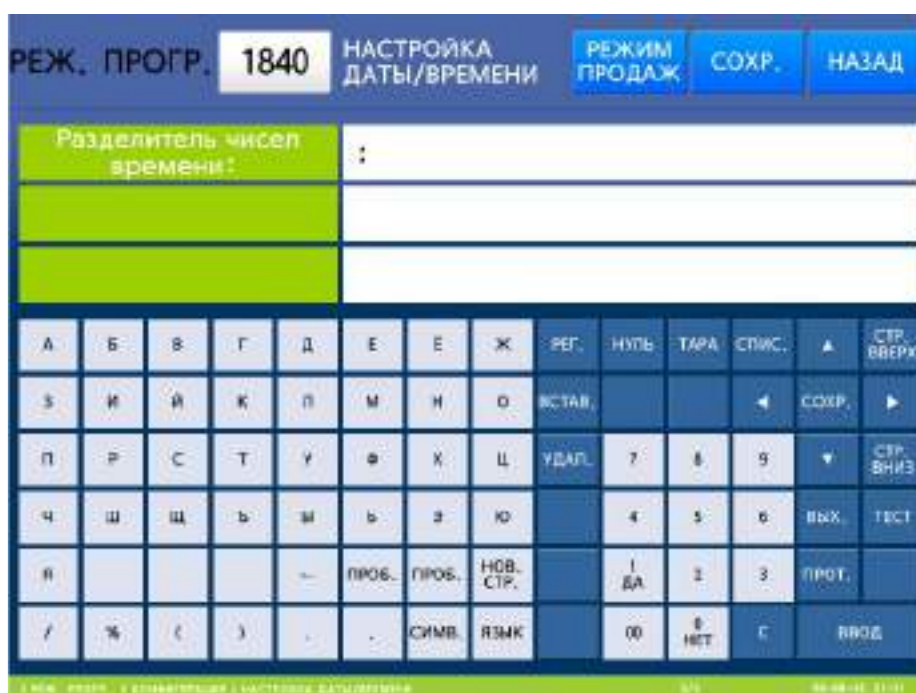 РЕЖ. ПРОГР. 1840 НАСТРОЙКА ДАТЫ/ВРЕМЕНИ РЕЖИМ ПРОДАЖ СОХР. НАЗАД
Разделитель чисел
времени: :
А Б В Г Д Е Ё Ж РЕГ. НУЛЬ ТАРА СПИС. ▲ СТР. ВВЕРХ
З И Й К Л М Н О ВСТАВ. ◄ СОХР. ►
П Р С Т У Ф Х Ц УДАЛ. 7 8 9 ▼ СТР. ВНИЗ
Ч Ш Щ Ъ Ы Ь Э Ю 4 5 6 ВЫХ. ТЕСТ
Я ПРОБ. ПРОБ. НОВ. СТР. 1 ДА 2 3 ПРОТ.
/ % ( ) СИМВ. ЯЗЫК 00 0 НЕТ С ВВОД